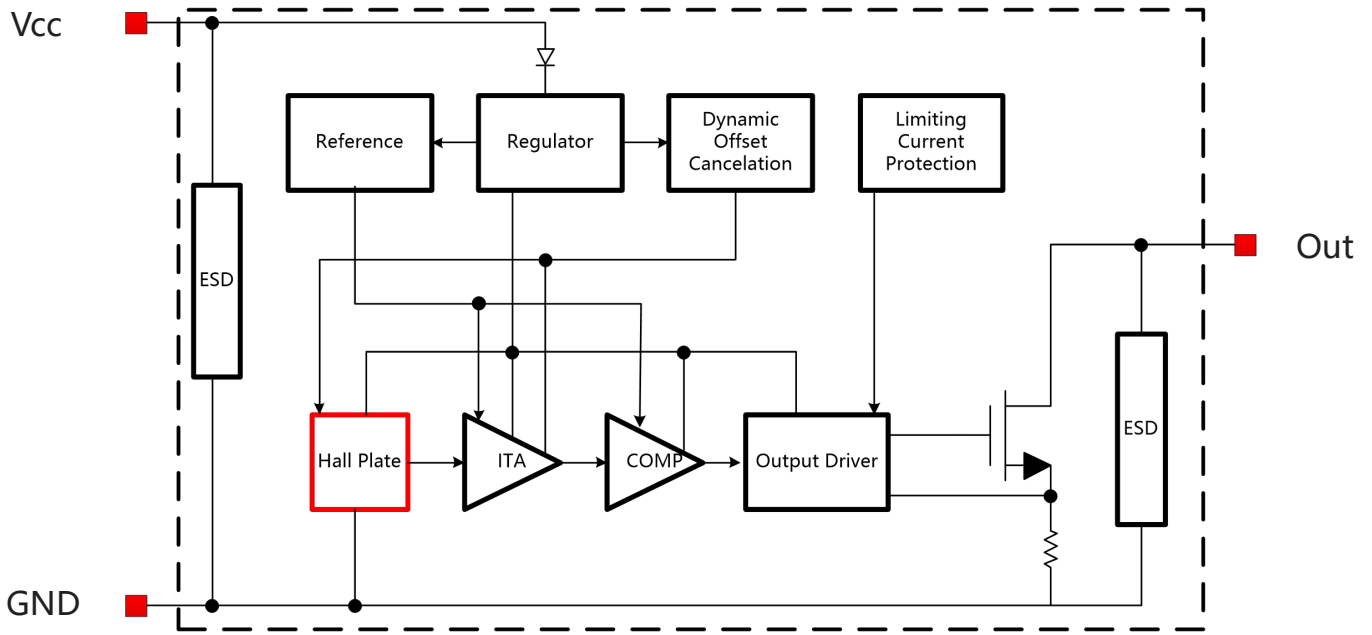 Vcc
Reference
Regulator
Dynamic
Offset
Cancelation
Limiting
Current
Protection
ESD
Out
ESD
Hall Plate
ITA
COMP
Output Driver
GND